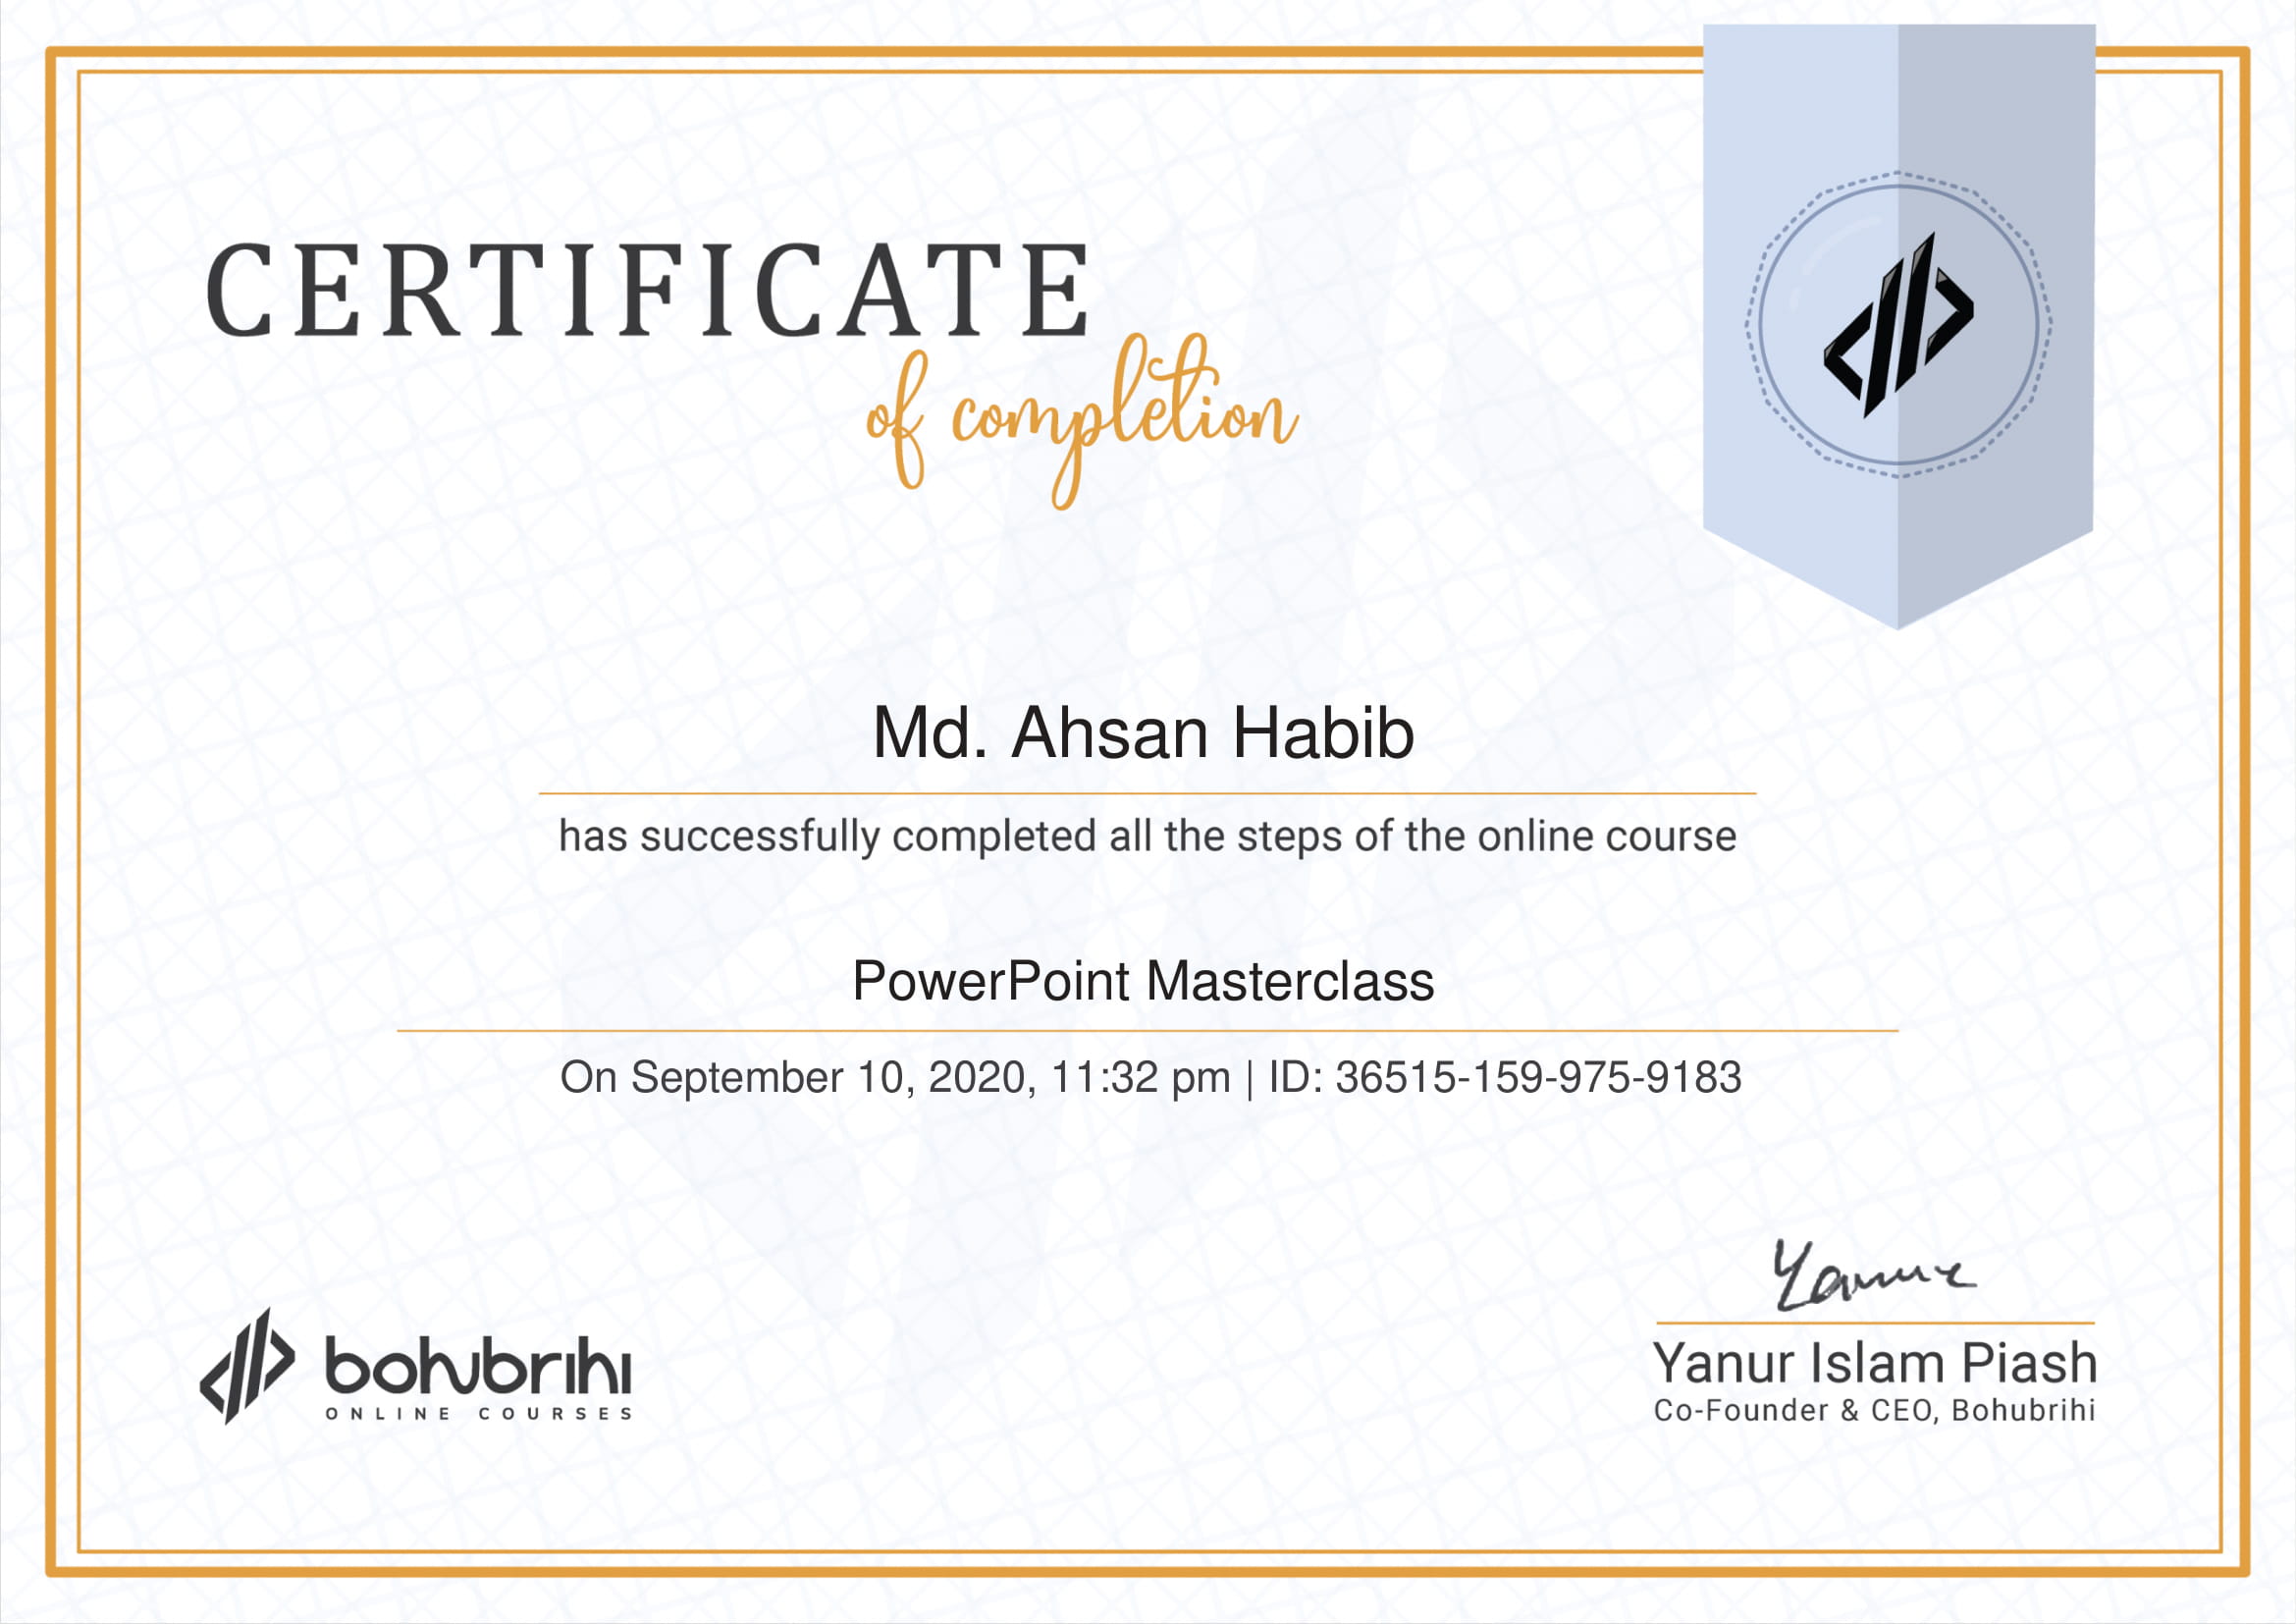 CERTIFICATE
of completion
Md. Ahsan Habib
has successfully completed all the steps of the online course
PowerPoint Masterclass
On September 10, 2020, 11:32 pm | ID: 36515-159-975-9183
Yanur
Yanur Islam Piash
Co-Founder & CEO, Bohubrihi
bohubrihi
ONLINE COURSES